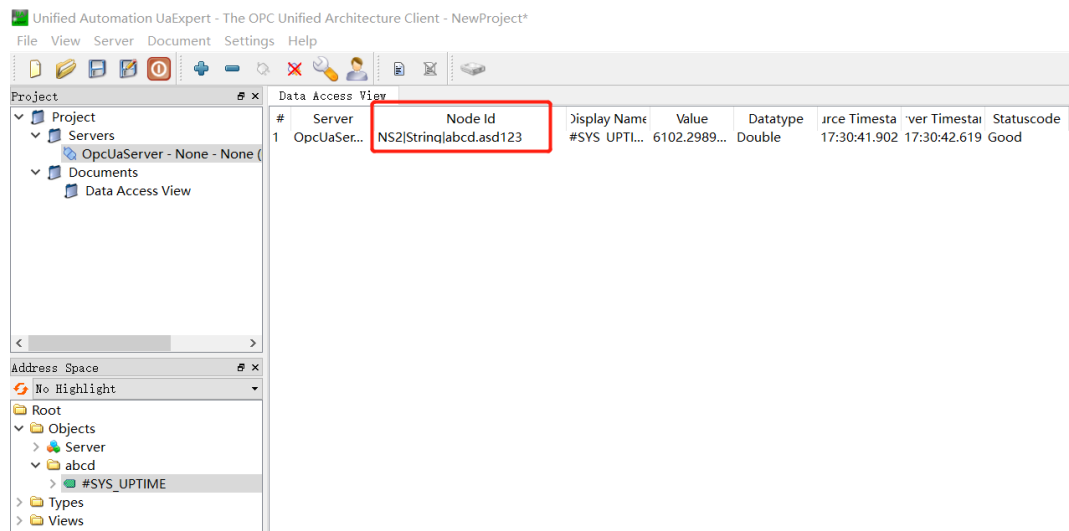 Unified Automation UaExpert - The OPC Unified Architecture Client - NewProject*
File View Server Document Settings Help
Project
Project
Servers
OpcUaServer - None - None (
Documents
Data Access View
Address Space
No Highlight
Root
Objects
Server
abcd
#SYS_UPTIME
Types
Views
Data Access View
# Server Node Id Display Name Value Datatype urce Timesta ver Timestai Statuscode
1 OpcUaSer... NS2|String|abcd.asd123 #SYS UPTI... 6102.2989... Double 17:30:41.902 17:30:42.619 Good